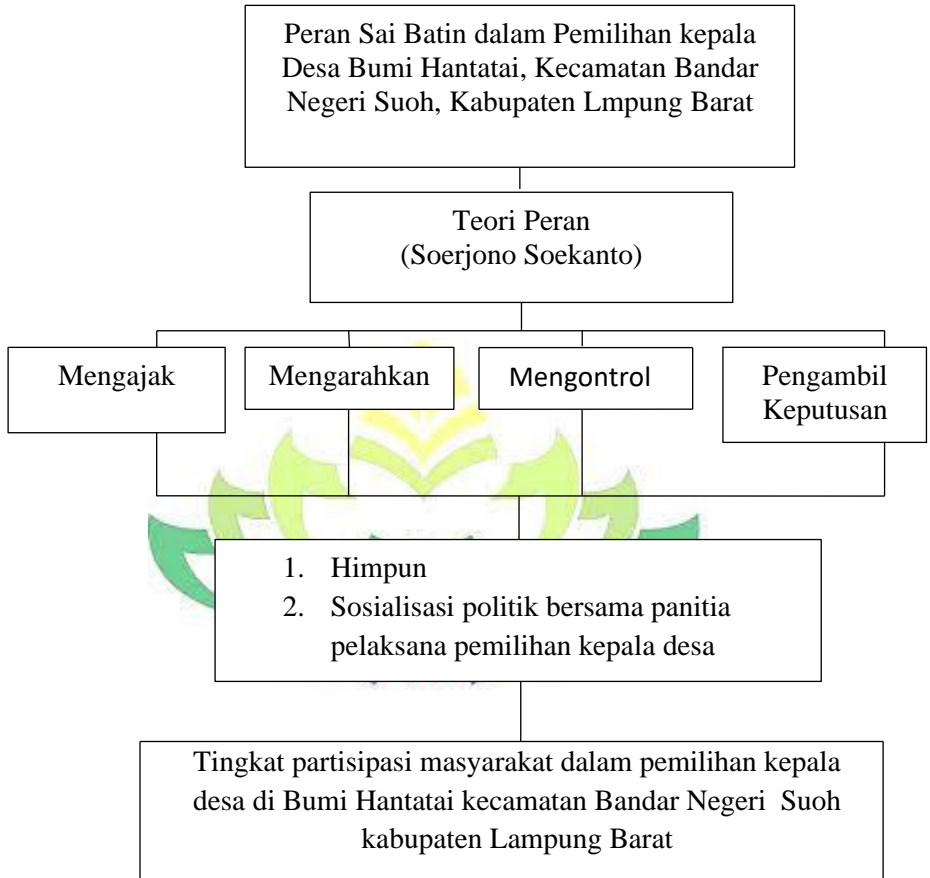 Peran Sai Batin dalam Pemilihan kepala
Desa Bumi Hantatai, Kecamatan Bandar
Negeri Suoh, Kabupaten Lmpung Barat
Teori Peran
(Soerjono Soekanto)
Mengajak
Mengarahkan
Mengontrol
Pengambil
Keputusan
1. Himpun
2. Sosialisasi politik bersama panitia
pelaksana pemilihan kepala desa
Tingkat partisipasi masyarakat dalam pemilihan kepala
desa di Bumi Hantatai kecamatan Bandar Negeri Suoh
kabupaten Lampung Barat